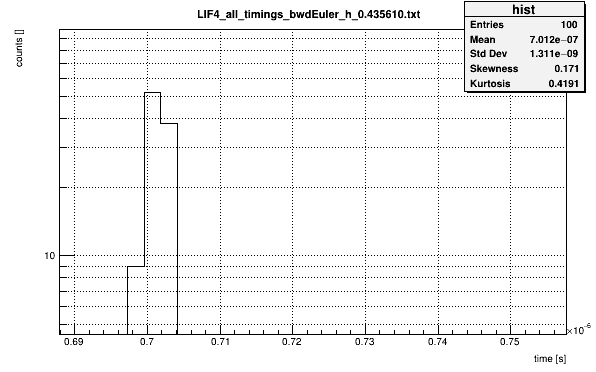 LIF4_all_timings_bwdEuler_h_0.435610.txt
hist
Entries 100
Mean 7.012e−07
Std Dev 1.311e−09
Skewness 0.171
Kurtosis 0.4191
counts []
10
0.69 0.7 0.71 0.72 0.73 0.74 0.75
×10−6
time [s]